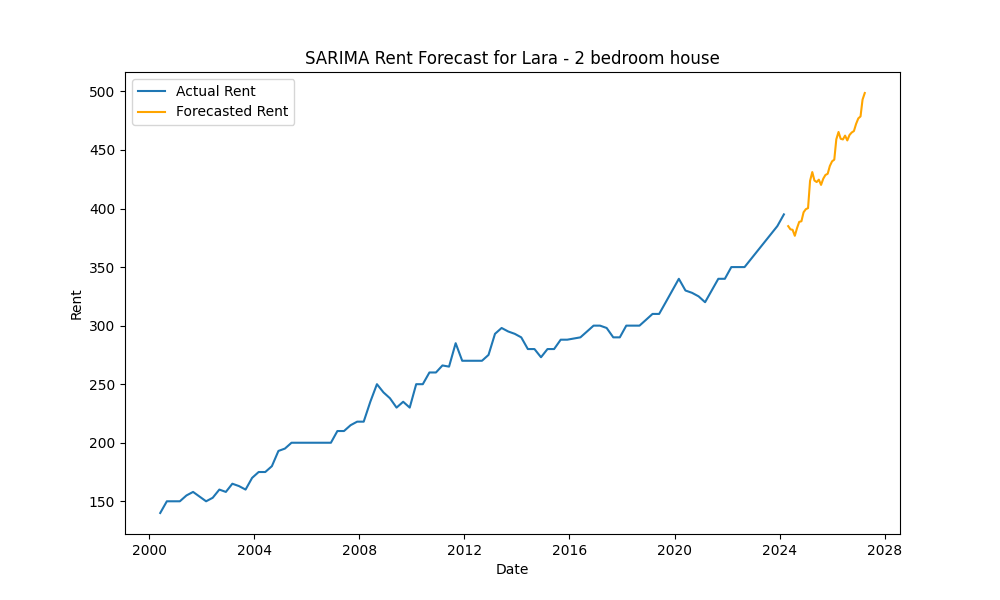 SARIMA Rent Forecast for Lara - 2 bedroom house
Actual Rent
Forecasted Rent
500
450
400
350
300
250
200
150
Rent
2000 2004 2008 2012 2016 2020 2024 2028
Date